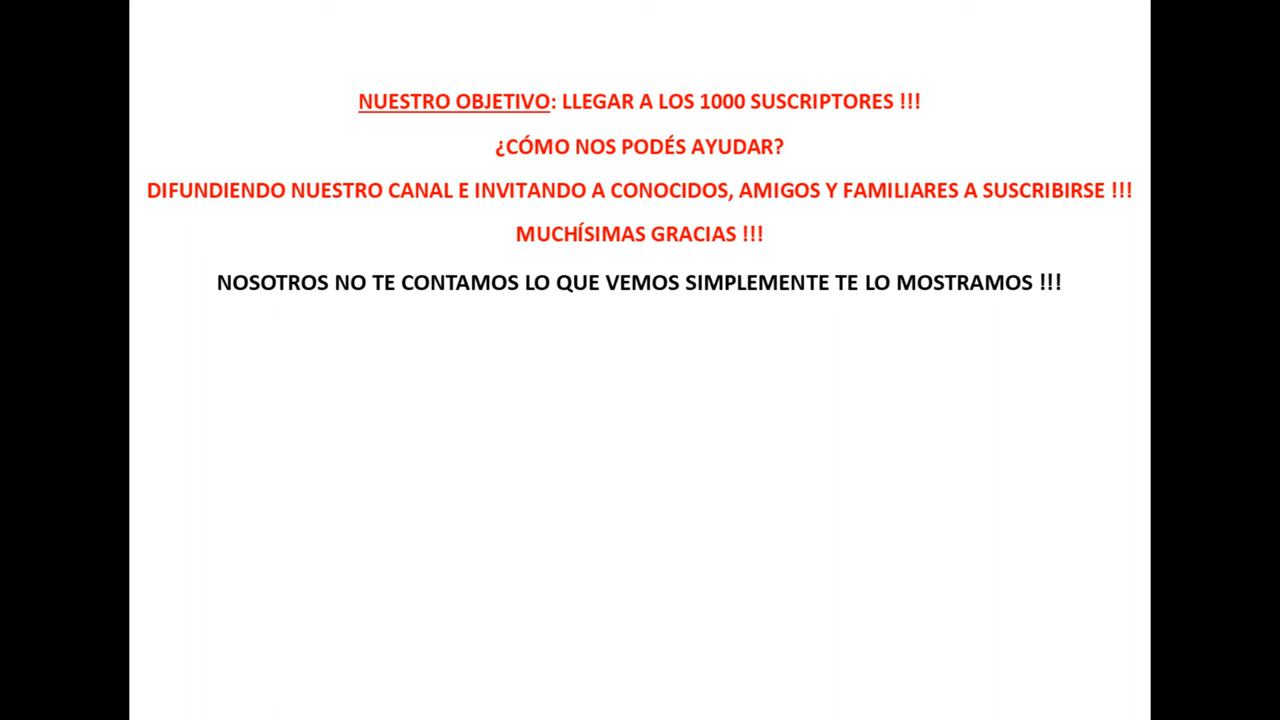 NUESTRO OBJETIVO: LLEGAR A LOS 1000 SUSCRIPTORES !!!
¿CÓMO NOS PODÉS AYUDAR?
DIFUNDIENDO NUESTRO CANAL E INVITANDO A CONOCIDOS, AMIGOS Y FAMILIARES A SUSCRIBIRSE !!!
MUCHÍSIMAS GRACIAS !!!
NOSOTROS NO TE CONTAMOS LO QUE VEMOS SIMPLEMENTE TE LO MOSTRAMOS !!!